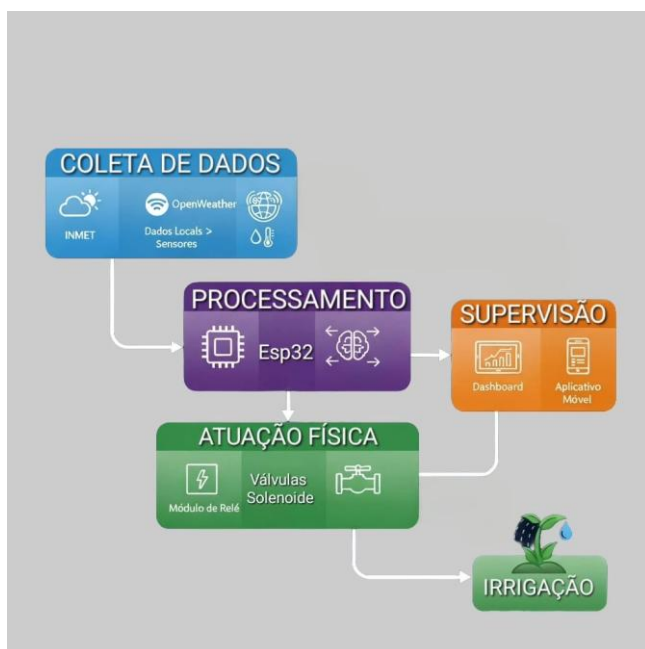 COLETA DE DADOS
INMET
OpenWeather
Dados Locals >
Sensores
PROCESSAMENTO
Esp32
SUPERVISÃO
Dashboard
Aplicativo
Móvel
ATUAÇÃO FÍSICA
Módulo de Relé
Válvulas
Solenoide
IRRIGAÇÃO